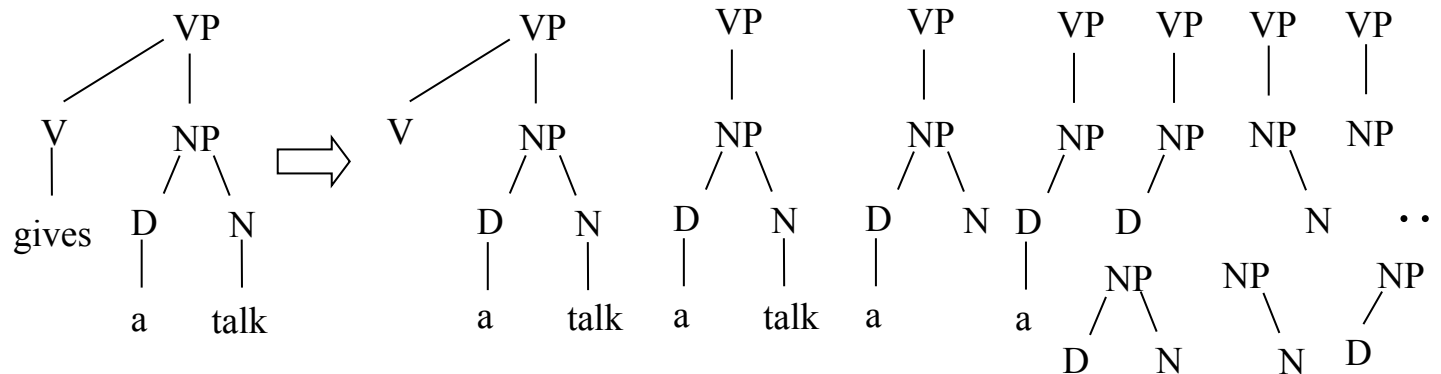 VP VP VP VP VP VP VP VP
V NP V NP NP NP NP NP NP NP
gives D N D N D N D N D D N . .
a talk a talk a talk a a NP NP NP
D N N D